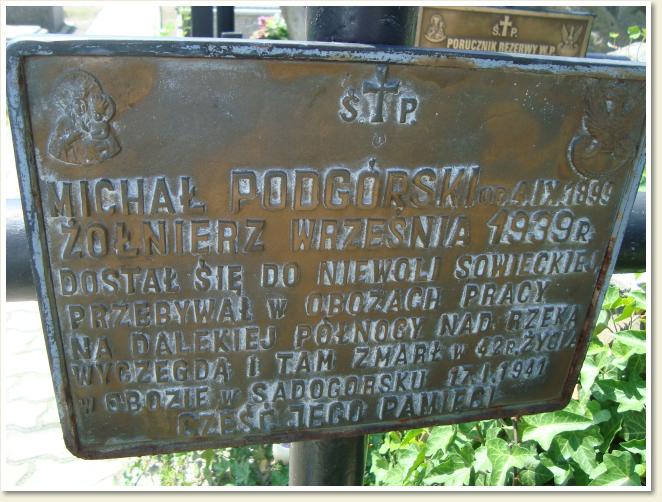 Ś P
PORUCZNIK REZERWY W.P.
Ś P
MICHAŁ PODGÓRSKI UR. 4.IX.1899
ŻOŁNIERZ WRZEŚNIA 1939 R
DOSTAŁ SIĘ DO NIEWOLI SOWIECKIEJ
PRZEBYWAŁ W OBOZACH PRACY
NA DALEKIEJ PÓŁNOCY NAD RZEKĄ
WYCZEGDĄ I TAM ZMARŁ W 42 R. ŻYCIA
W OBOZIE W SADOGORSKU 17.I.1941
CZEŚĆ JEGO PAMIĘCI